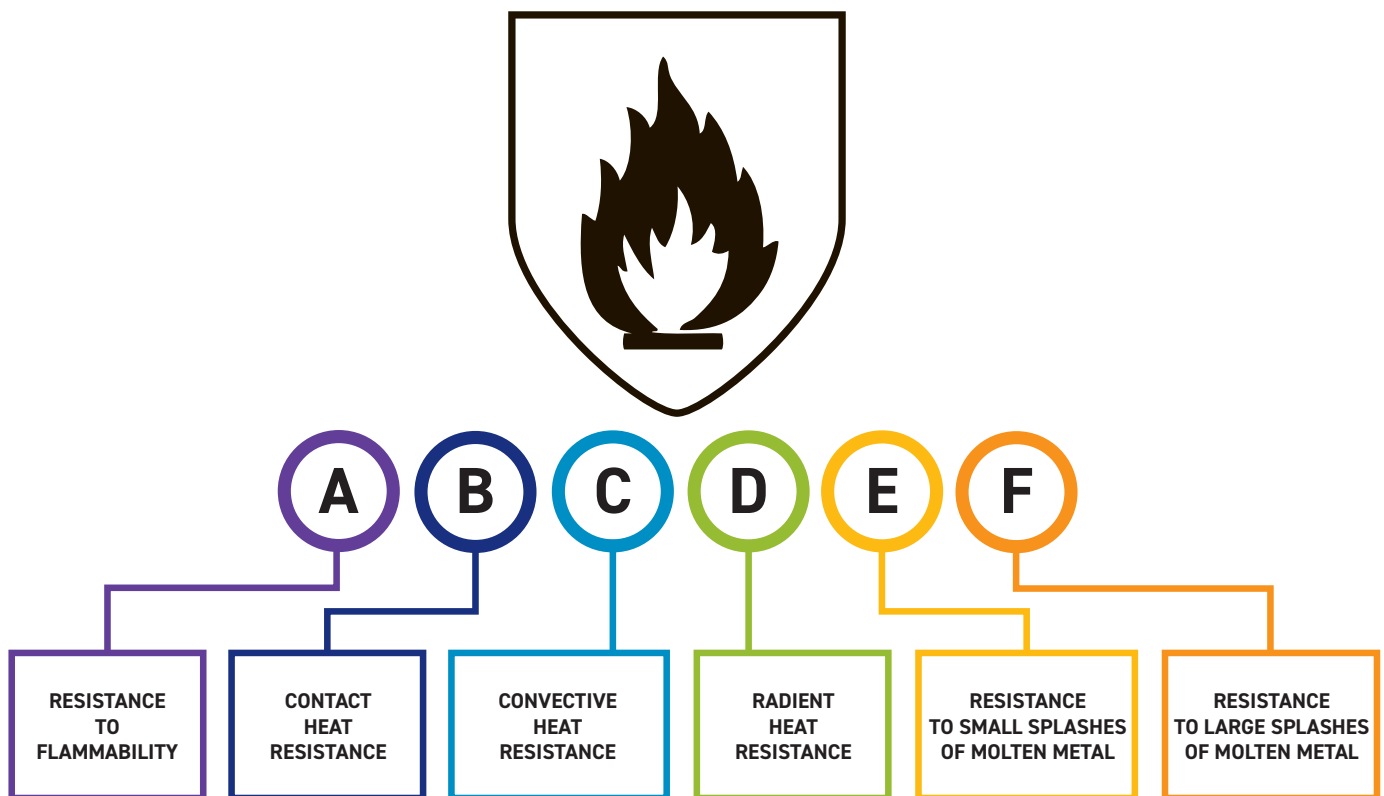 A B C D E F
RESISTANCE
TO
FLAMMABILITY
CONTACT
HEAT
RESISTANCE
CONVECTIVE
HEAT
RESISTANCE
RADIENT
HEAT
RESISTANCE
RESISTANCE
TO SMALL SPLASHES
OF MOLTEN METAL
RESISTANCE
TO LARGE SPLASHES
OF MOLTEN METAL